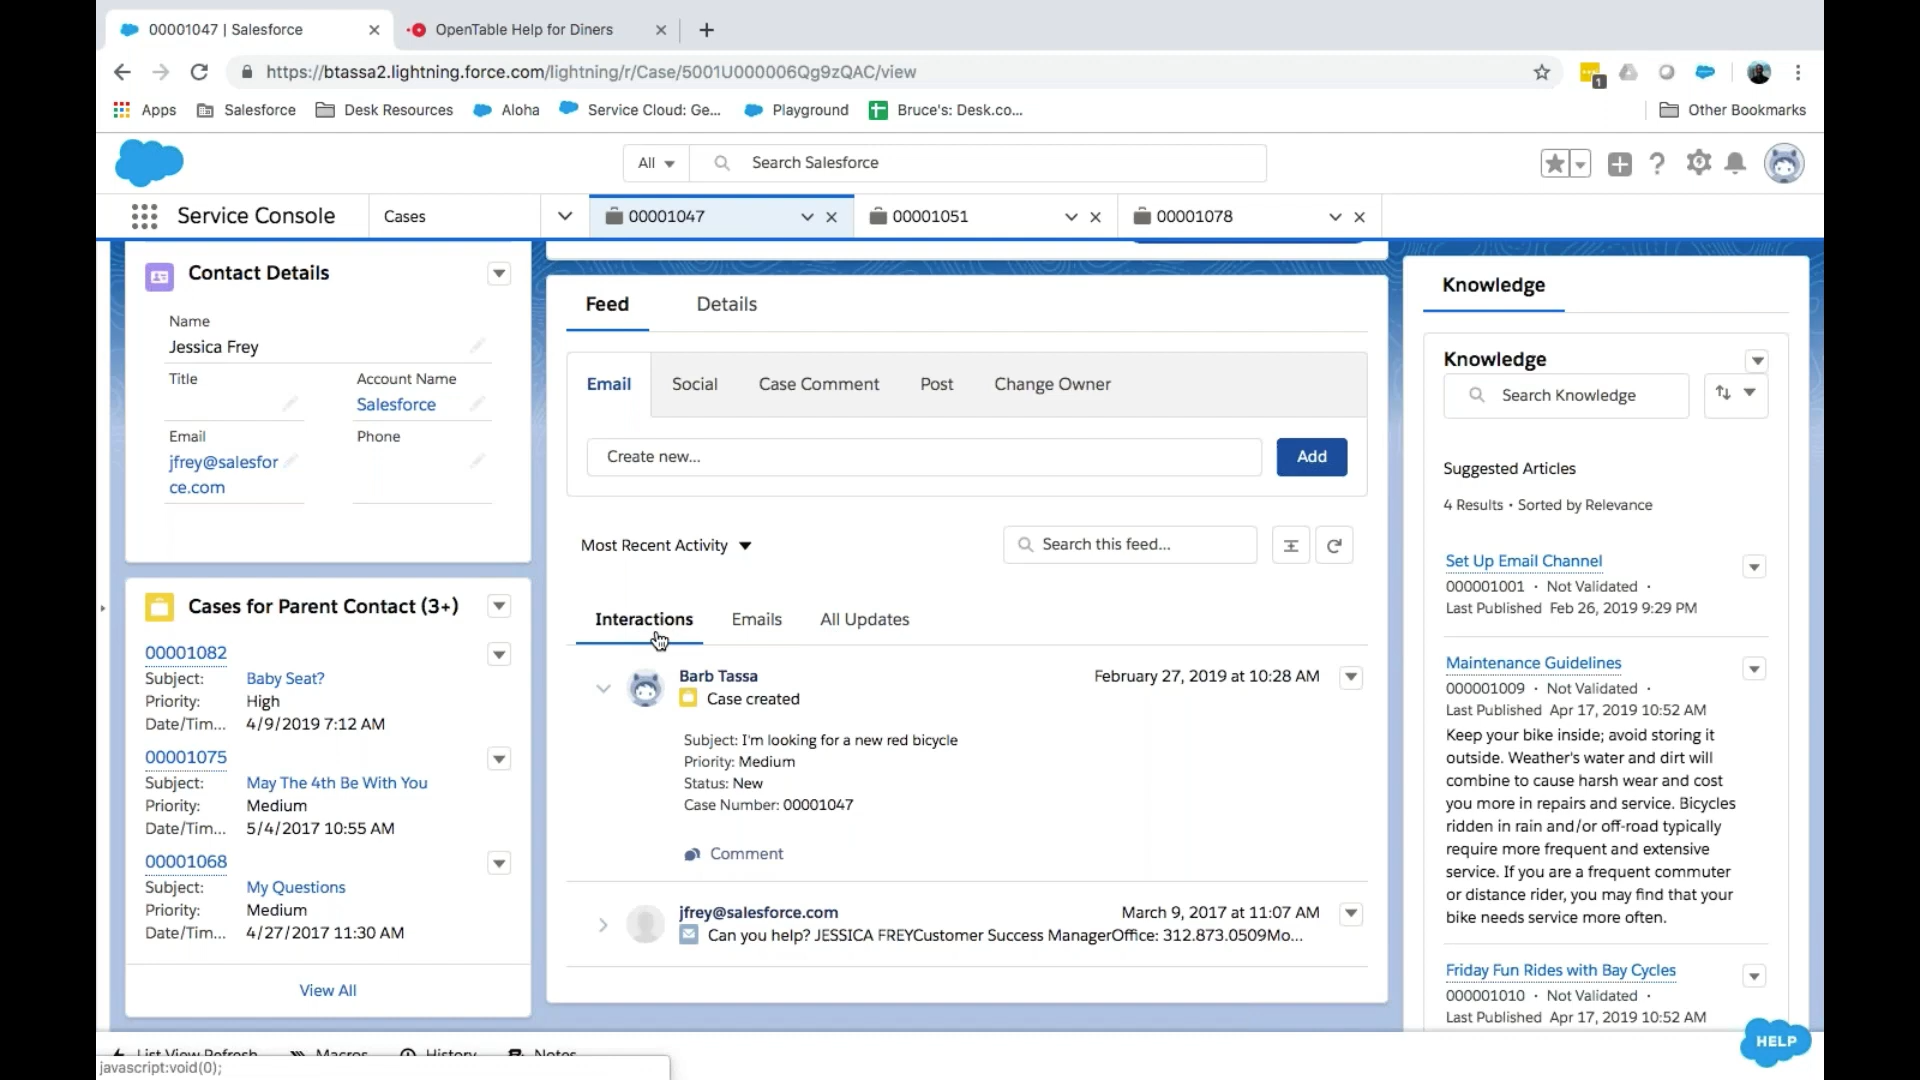 00001047 | Salesforce
OpenTable Help for Diners
https://btassa2.lightning.force.com/lightning/r/Case/5001U000006Qg9zQAC/view
1
Apps
Salesforce
Desk Resources
Aloha
Service Cloud: Ge...
Playground
Bruce's: Desk.co...
Other Bookmarks
All
Search Salesforce
Service Console
Cases
00001047
00001051
00001078
Contact Details
Name
Jessica Frey
Title
Account Name
Salesforce
Email
Phone
jfrey@salesfor
ce.com
Cases for Parent Contact (3+)
00001082
Subject: Baby Seat?
Priority: High
Date/Tim... 4/9/2019 7:12 AM
00001075
Subject: May The 4th Be With You
Priority: Medium
Date/Tim... 5/4/2017 10:55 AM
00001068
Subject: My Questions
Priority: Medium
Date/Tim... 4/27/2017 11:30 AM
View All
Feed
Details
Email
Social
Case Comment
Post
Change Owner
Create new...
Add
Most Recent Activity
Search this feed...
Interactions
Emails
All Updates
Barb Tassa
February 27, 2019 at 10:28 AM
Case created
Subject: I'm looking for a new red bicycle
Priority: Medium
Status: New
Case Number: 00001047
Comment
jfrey@salesforce.com
March 9, 2017 at 11:07 AM
Can you help? JESSICA FREYCustomer Success ManagerOffice: 312.873.0509Mo...
Knowledge
Knowledge
Search Knowledge
Suggested Articles
4 Results • Sorted by Relevance
Set Up Email Channel
000001001 • Not Validated •
Last Published Feb 26, 2019 9:29 PM
Maintenance Guidelines
000001009 • Not Validated •
Last Published Apr 17, 2019 10:52 AM
Keep your bike inside; avoid storing it
outside. Weather's water and dirt will
combine to cause harsh wear and cost
you more in repairs and service. Bicycles
ridden in rain and/or off-road typically
require more frequent and extensive
service. If you are a frequent commuter
or distance rider, you may find that your
bike needs service more often.
Friday Fun Rides with Bay Cycles
000001010 • Not Validated •
Last Published Apr 17, 2019 10:52 AM
HELP
List View Refresh
Macros
History
Notes
javascript:void(0);